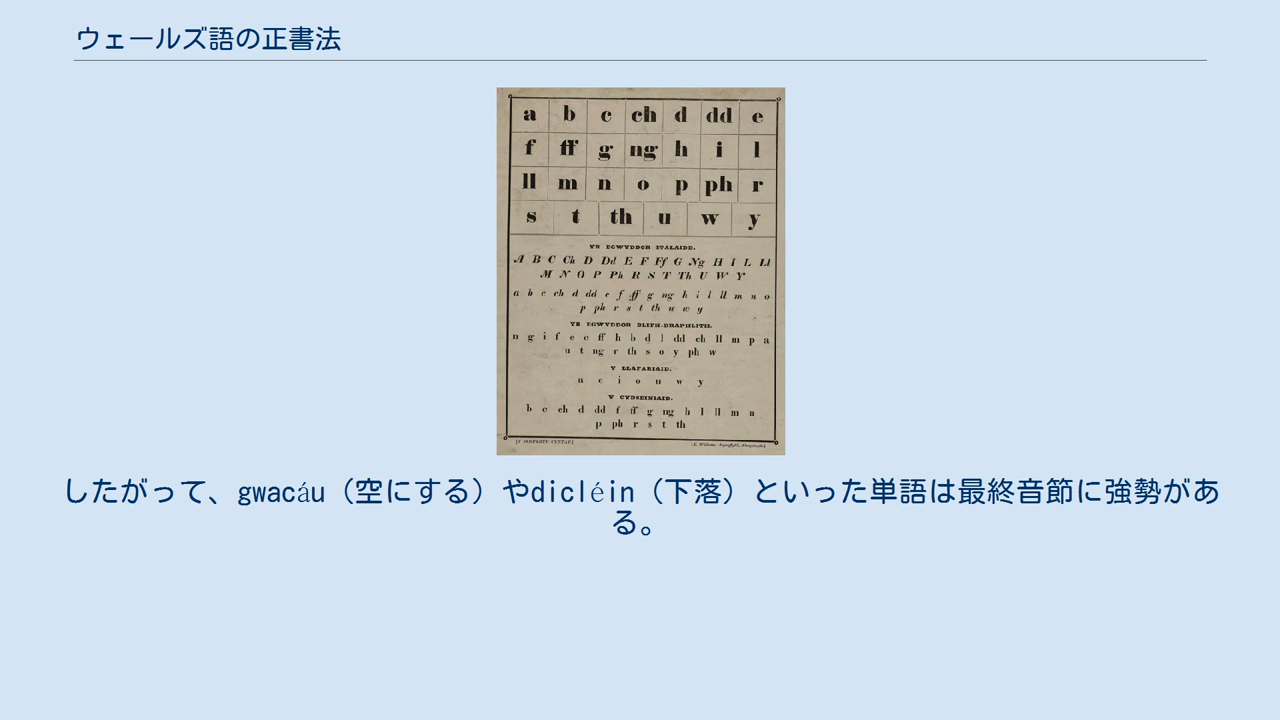 ウェールズ語の正書法
a b c ch d dd e
f ff g ng h i l
ll m n o p ph r
s t th u w y
YR EGWYDDOR ITALAIDD.
A B C Ch D Dd E F Ff G Ng H I L Ll
M N O P Ph R S T Th U W Y
a b c ch d dd e f ff g ng h i l ll m n o
p ph r s t th u w y
YR EGWYDDOR BLITH-DRAPHLITH.
n g i f c e ff h b d l dd ch ll m p a
u t ng r th s o y ph w
Y LLAFARIAID.
a e i o u w y
Y CYDSEINIAID.
b c ch d dd f ff g ng h l ll m n
p ph r s t th
したがって、gwacáu（空にする）やdicléin（下落）といった単語は最終音節に強勢があ
る。